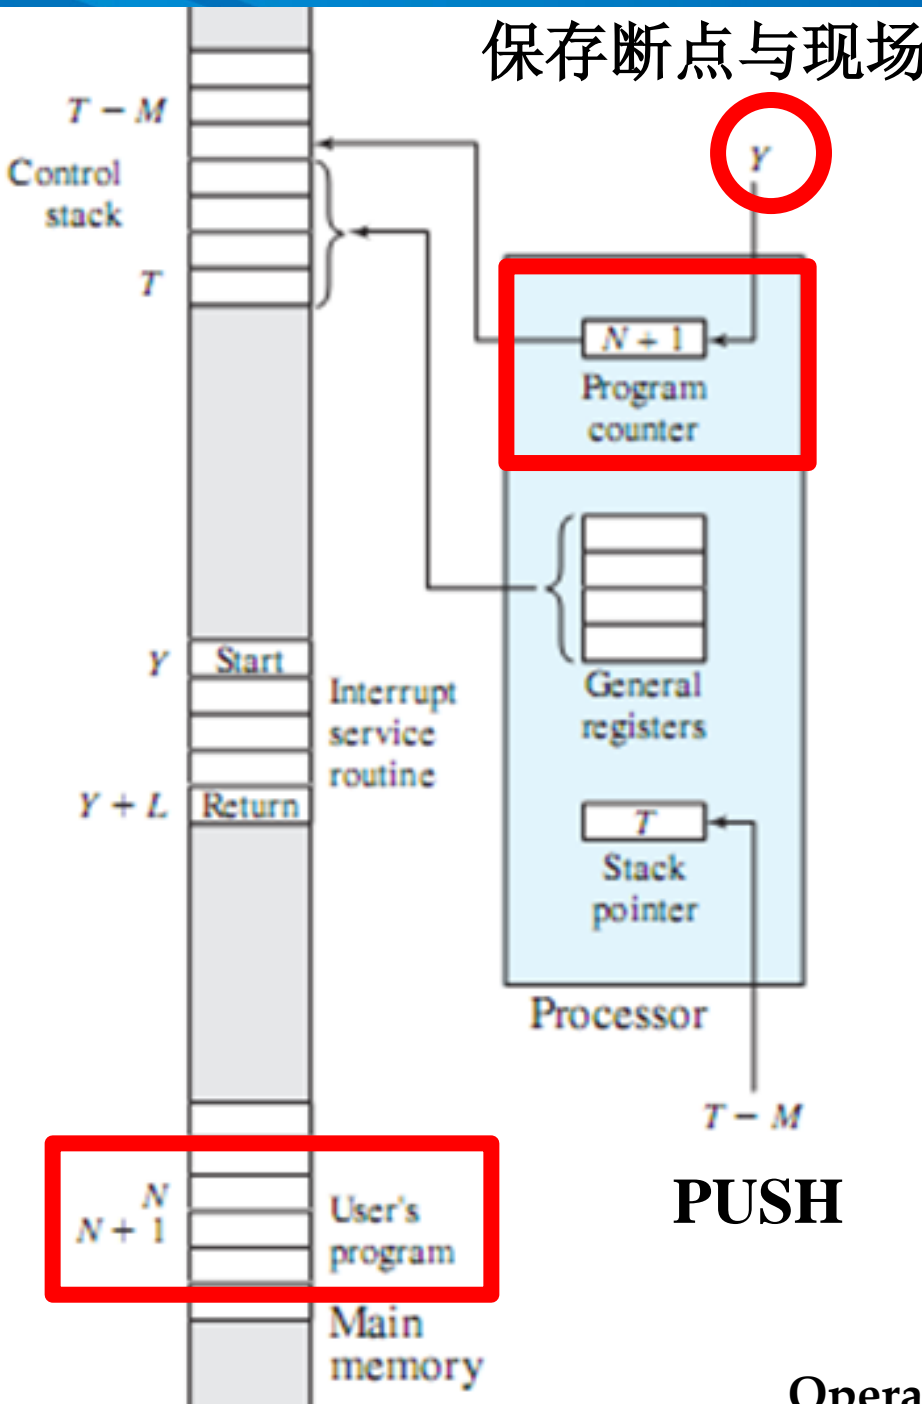 保存断点与现场
T − M
Control
stack
T
Y
N + 1
Program
counter
General
registers
T
Stack
pointer
Processor
T − M
Y
Start
Interrupt
service
routine
Y + L
Return
PUSH
N
N + 1
User's
program
Main
memory
Opera